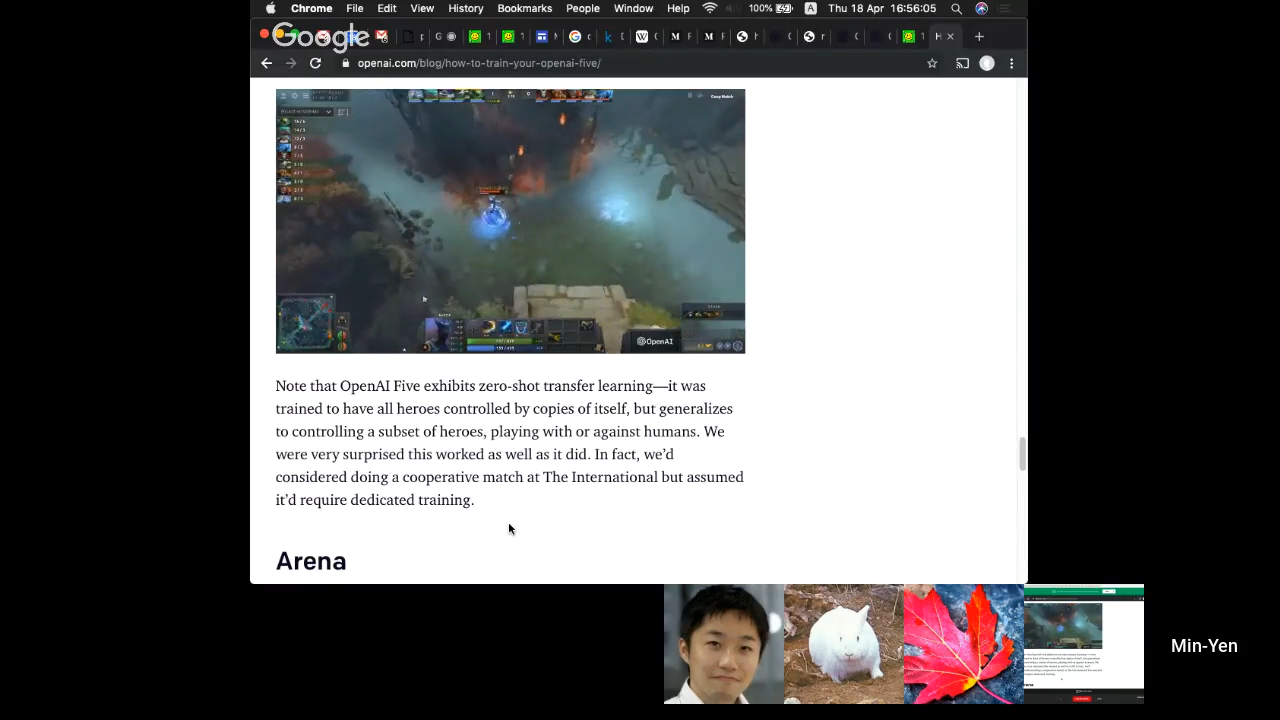 Chrome File Edit View History Bookmarks People Window Help 100% A Thu 18 Apr 16:56:05
Google
openai.com/blog/how-to-train-your-openai-five/
OpenAI
Note that OpenAI Five exhibits zero-shot transfer learning—it was
trained to have all heroes controlled by copies of itself, but generalizes
to controlling a subset of heroes, playing with or against humans. We
were very surprised this worked as well as it did. In fact, we’d
considered doing a cooperative match at The International but assumed
it’d require dedicated training.
Arena
Min-Yen